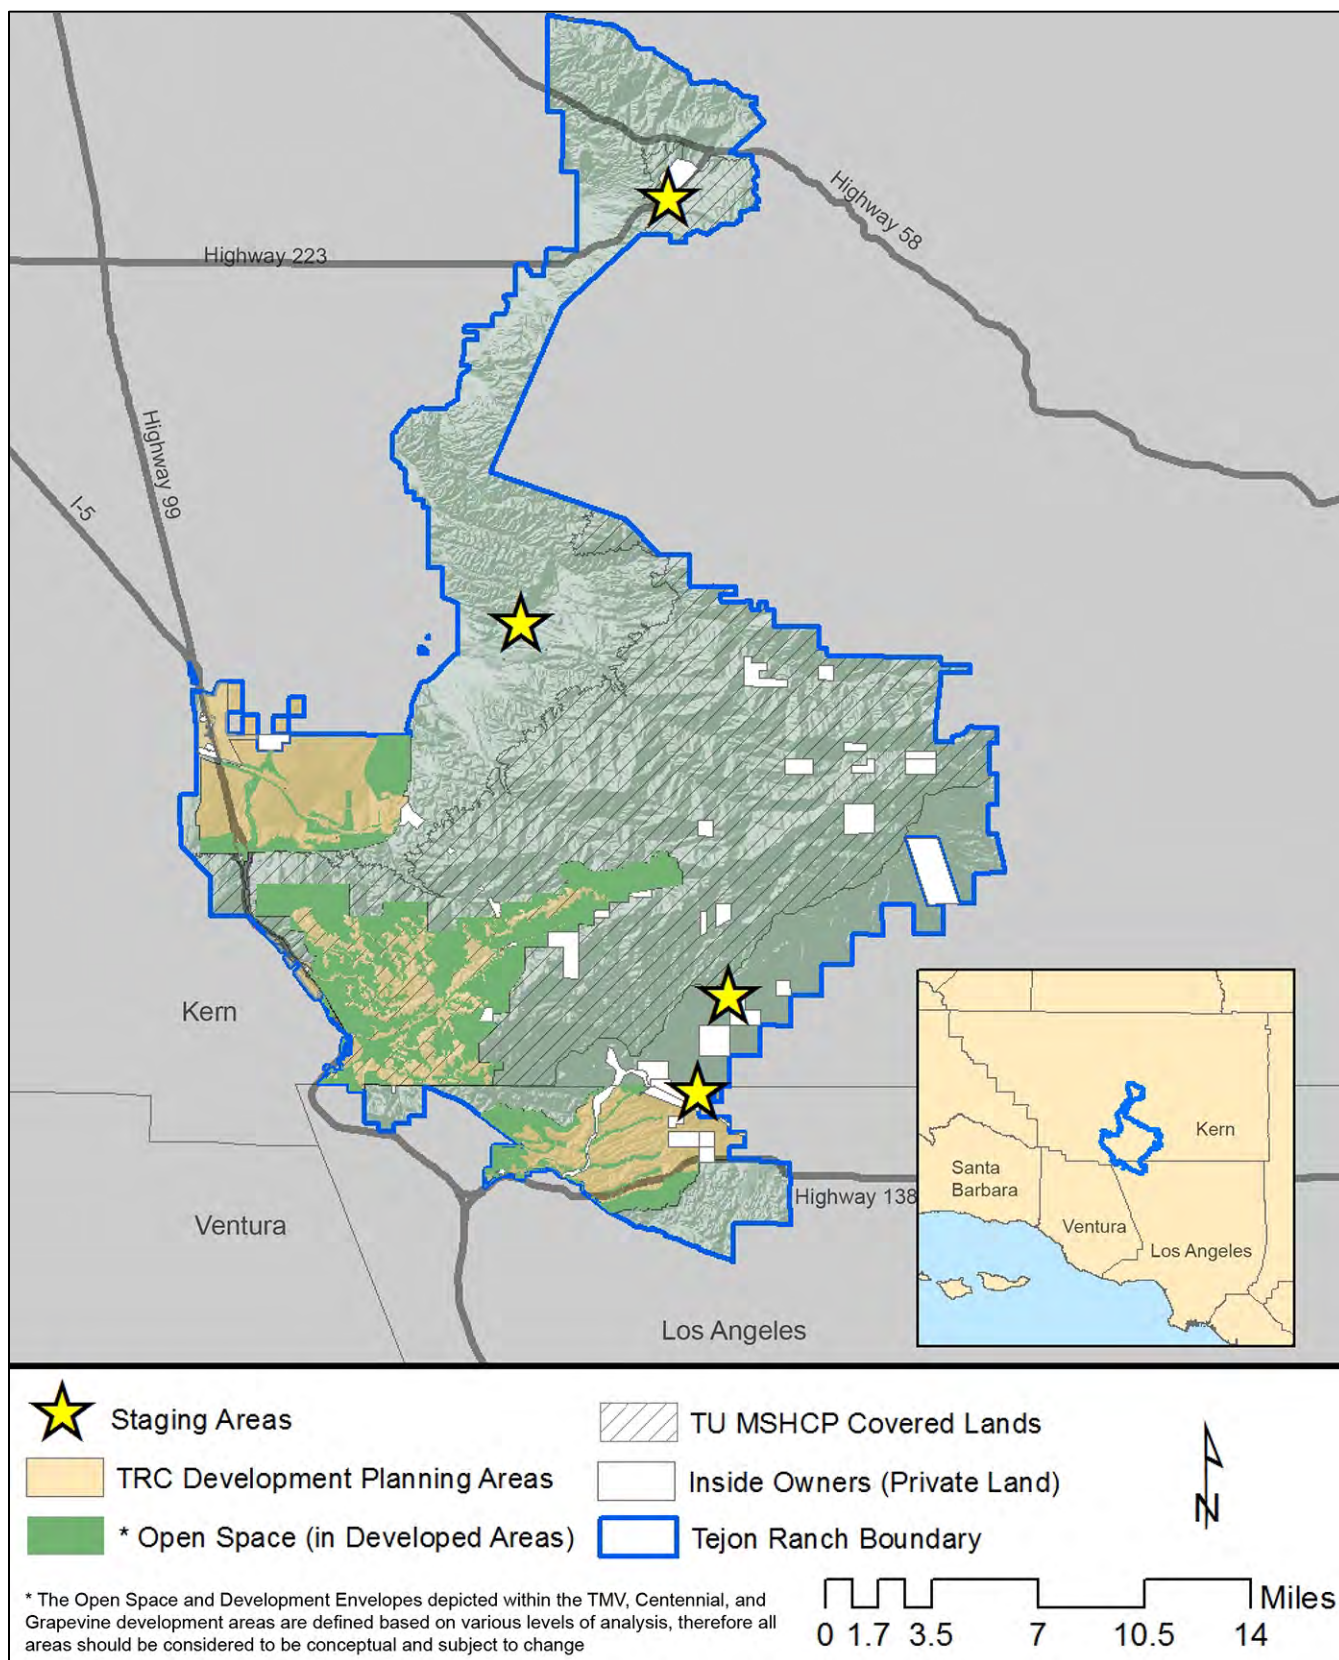 Highway 58
Highway 223
Highway 99
I-5
Kern
Ventura
Highway 138
Los Angeles
Kern
Santa
Barbara
Ventura
Los Angeles
Staging Areas
TU MSHCP Covered Lands
TRC Development Planning Areas
Inside Owners (Private Land)
* Open Space (in Developed Areas)
Tejon Ranch Boundary
N
* The Open Space and Development Envelopes depicted within the TMV, Centennial, and
Grapevine development areas are defined based on various levels of analysis, therefore all
areas should be considered to be conceptual and subject to change
Miles
0 1.7 3.5 7 10.5 14